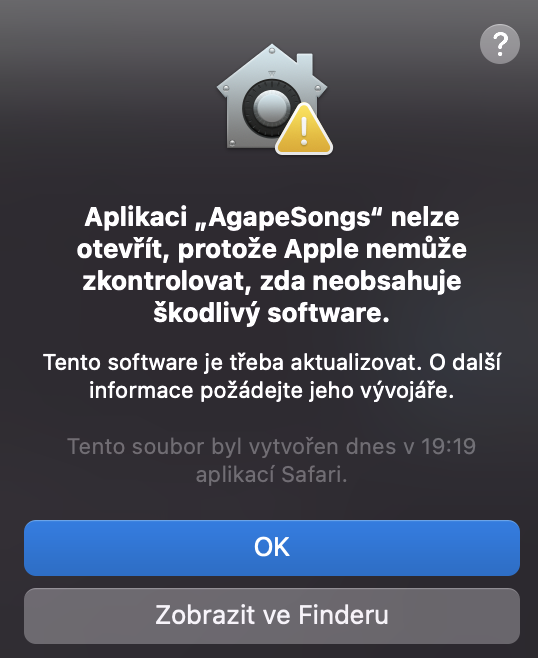 ?
Aplikaci „AgapeSongs“ nelze
otevřít, protože Apple nemůže
zkontrolovat, zda neobsahuje
škodlivý software.
Tento software je třeba aktualizovat. O další
informace požádejte jeho vývojáře.
Tento soubor byl vytvořen dnes v 19:19
aplikací Safari.
OK
Zobrazit ve Finderu